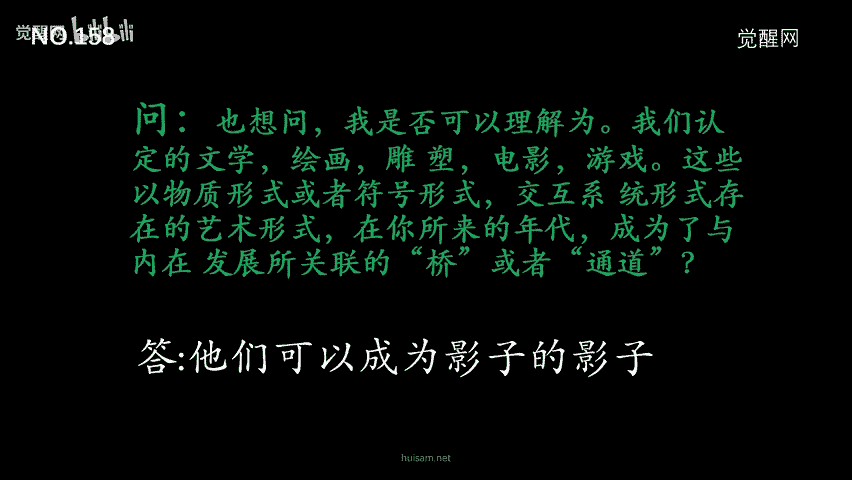 觉醒网 bilibili
NO.158
觉醒网
问：也想问，我是否可以理解为。我们认
定的文学，绘画，雕 塑，电影，游戏。这些
以物质形式或者符号形式，交互系 统形式存
在的艺术形式，在你所来的年代，成为了与
内在 发展所关联的“桥”或者“通道”？
答:他们可以成为影子的影子
huisam.net